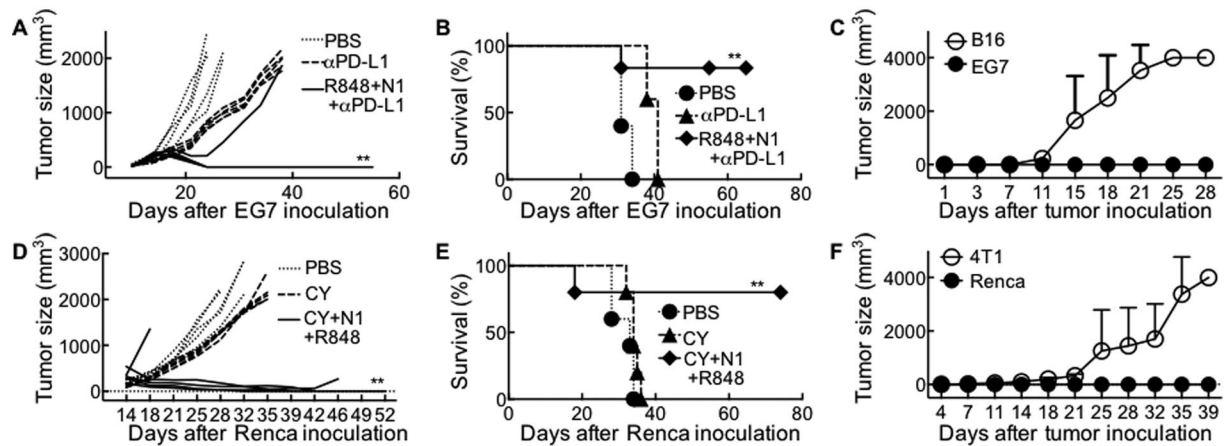 A
Tumor size (mm³)
2000
1000
0
20
40
60
Days after EG7 inoculation
PBS
αPD-L1
R848+N1
+αPD-L1
**
B
Survival (%)
100
50
0
0
20
40
60
80
Days after EG7 inoculation
**
PBS
αPD-L1
R848+N1
+αPD-L1
C
Tumor size (mm³)
4000
2000
0
1 3 7 11 15 18 21 25 28
Days after tumor inoculation
B16
EG7
D
Tumor size (mm³)
3000
2000
1000
0
14 18 21 25 28 32 35 39 42 46 49 52
Days after Renca inoculation
PBS
CY
CY+N1
+R848
**
E
Survival (%)
100
50
0
0
20
40
60
80
Days after Renca inoculation
**
PBS
CY
CY+N1
+R848
F
Tumor size (mm³)
4000
2000
0
4 7 11 14 18 21 25 28 32 35 39
Days after tumor inoculation
4T1
Renca